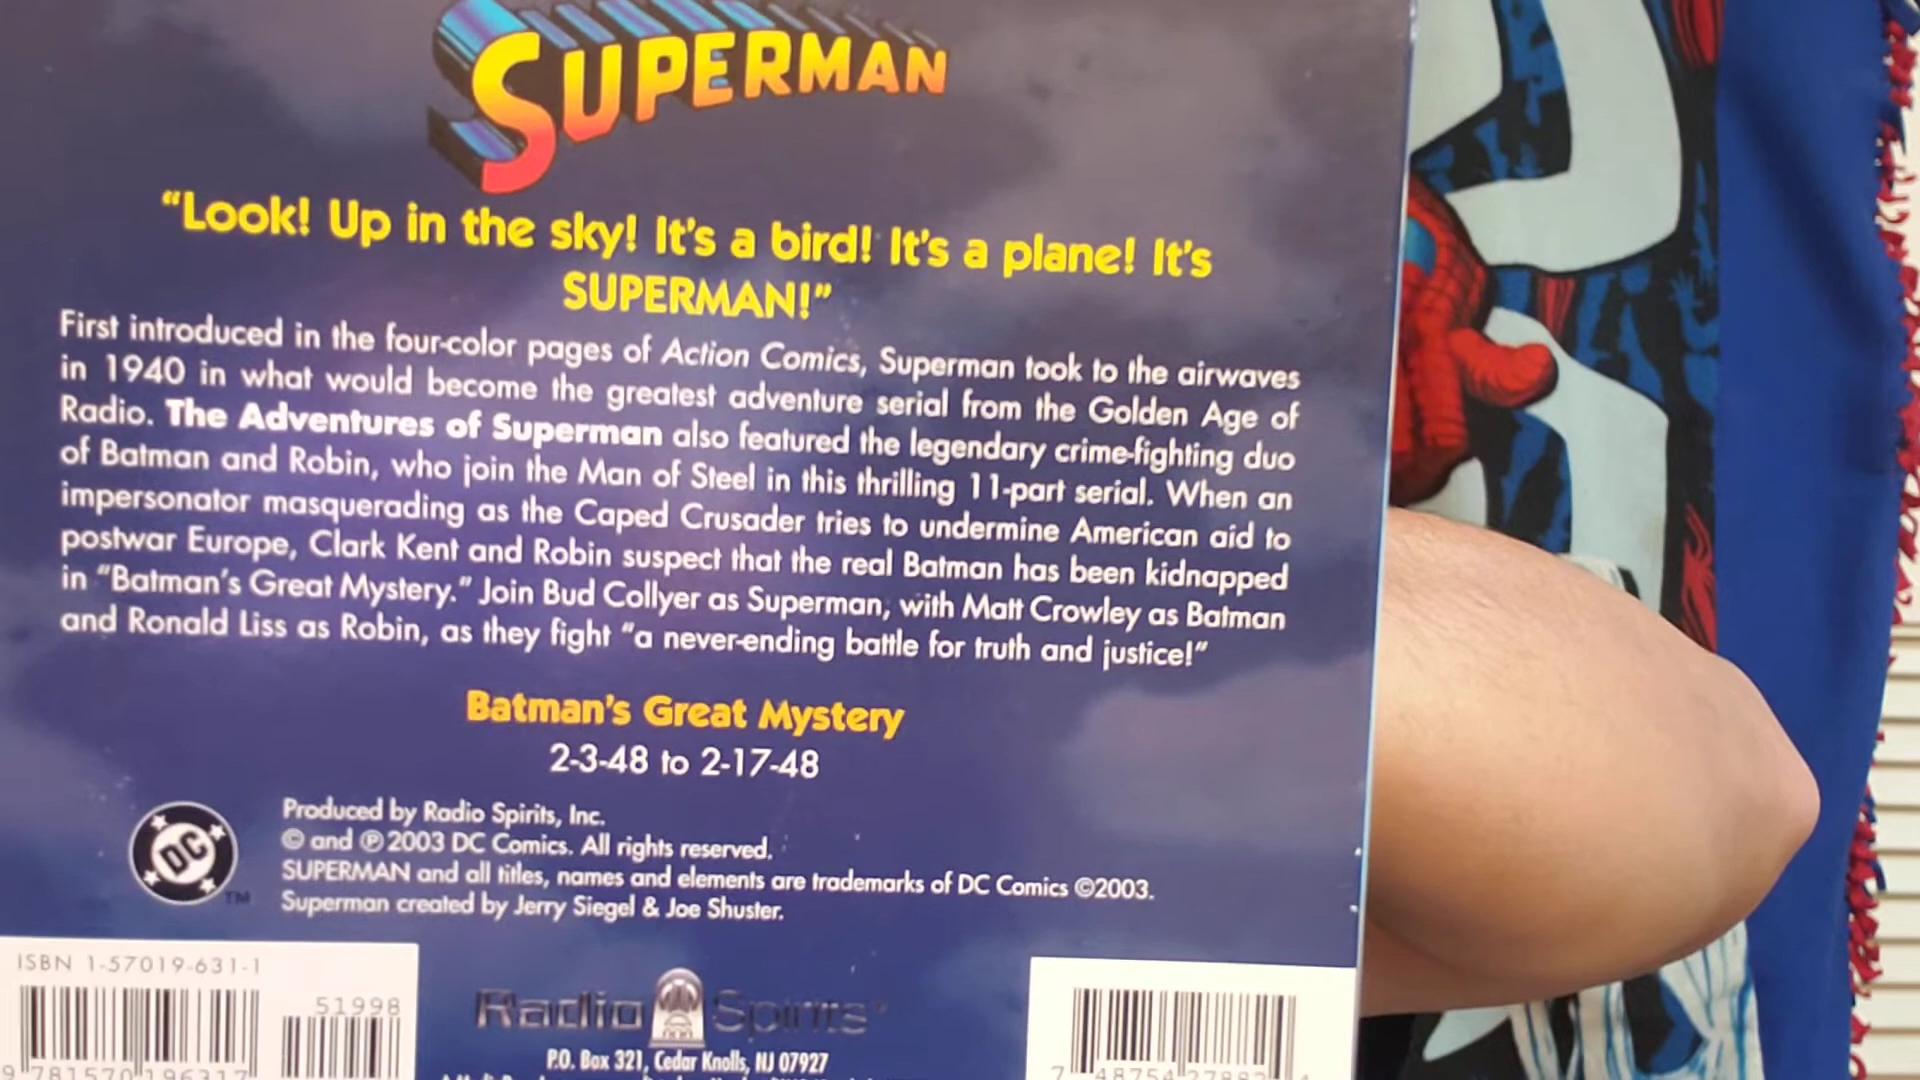 SUPERMAN
“Look! Up in the sky! It’s a bird! It’s a plane! It’s
SUPERMAN!”
First introduced in the four-color pages of Action Comics, Superman took to the airwaves
in 1940 in what would become the greatest adventure serial from the Golden Age of
Radio. The Adventures of Superman also featured the legendary crime-fighting duo
of Batman and Robin, who join the Man of Steel in this thrilling 11-part serial. When an
impersonator masquerading as the Caped Crusader tries to undermine American aid to
postwar Europe, Clark Kent and Robin suspect that the real Batman has been kidnapped
in “Batman’s Great Mystery.” Join Bud Collyer as Superman, with Matt Crowley as Batman
and Ronald Liss as Robin, as they fight “a never-ending battle for truth and justice!”
Batman’s Great Mystery
2-3-48 to 2-17-48
DC
TM
Produced by Radio Spirits, Inc.
© and ℗ 2003 DC Comics. All rights reserved.
SUPERMAN and all titles, names and elements are trademarks of DC Comics ©2003.
Superman created by Jerry Siegel & Joe Shuster.
ISBN 1-57019-631-1
51998
9 781570 196317
Radio Spirits
P.O. Box 321, Cedar Knolls, NJ 07927